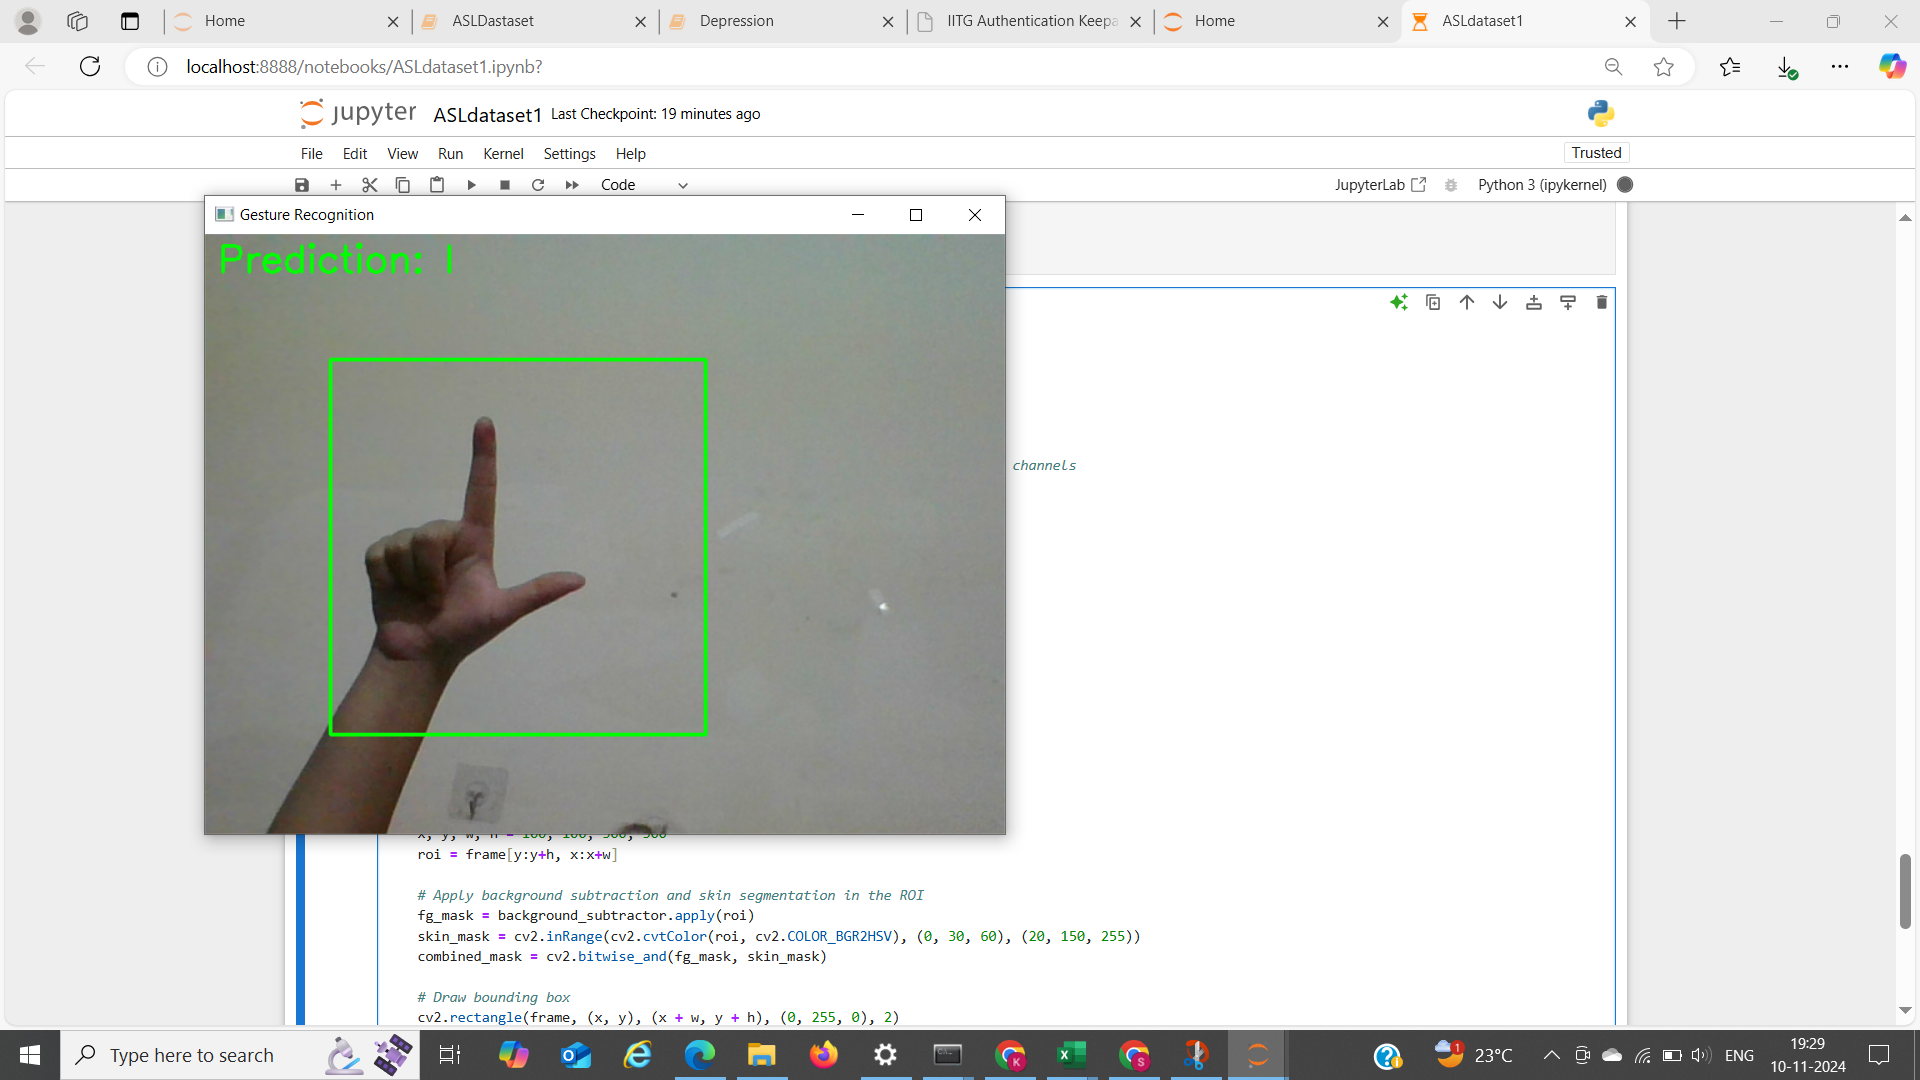 Home
ASLDastaset
Depression
IITG Authentication Keepa
Home
ASLdataset1
localhost:8888/notebooks/ASLdataset1.ipynb?
jupyter ASLdataset1 Last Checkpoint: 19 minutes ago
File Edit View Run Kernel Settings Help
Trusted
Code
JupyterLab
Python 3 (ipykernel)
Gesture Recognition
Prediction: I
channels
roi = frame[y:y+h, x:x+w]
# Apply background subtraction and skin segmentation in the ROI
fg_mask = background_subtractor.apply(roi)
skin_mask = cv2.inRange(cv2.cvtColor(roi, cv2.COLOR_BGR2HSV), (0, 30, 60), (20, 150, 255))
combined_mask = cv2.bitwise_and(fg_mask, skin_mask)
# Draw bounding box
cv2.rectangle(frame, (x, y), (x + w, y + h), (0, 255, 0), 2)
Type here to search
1
23°C
ENG
19:29
10-11-2024